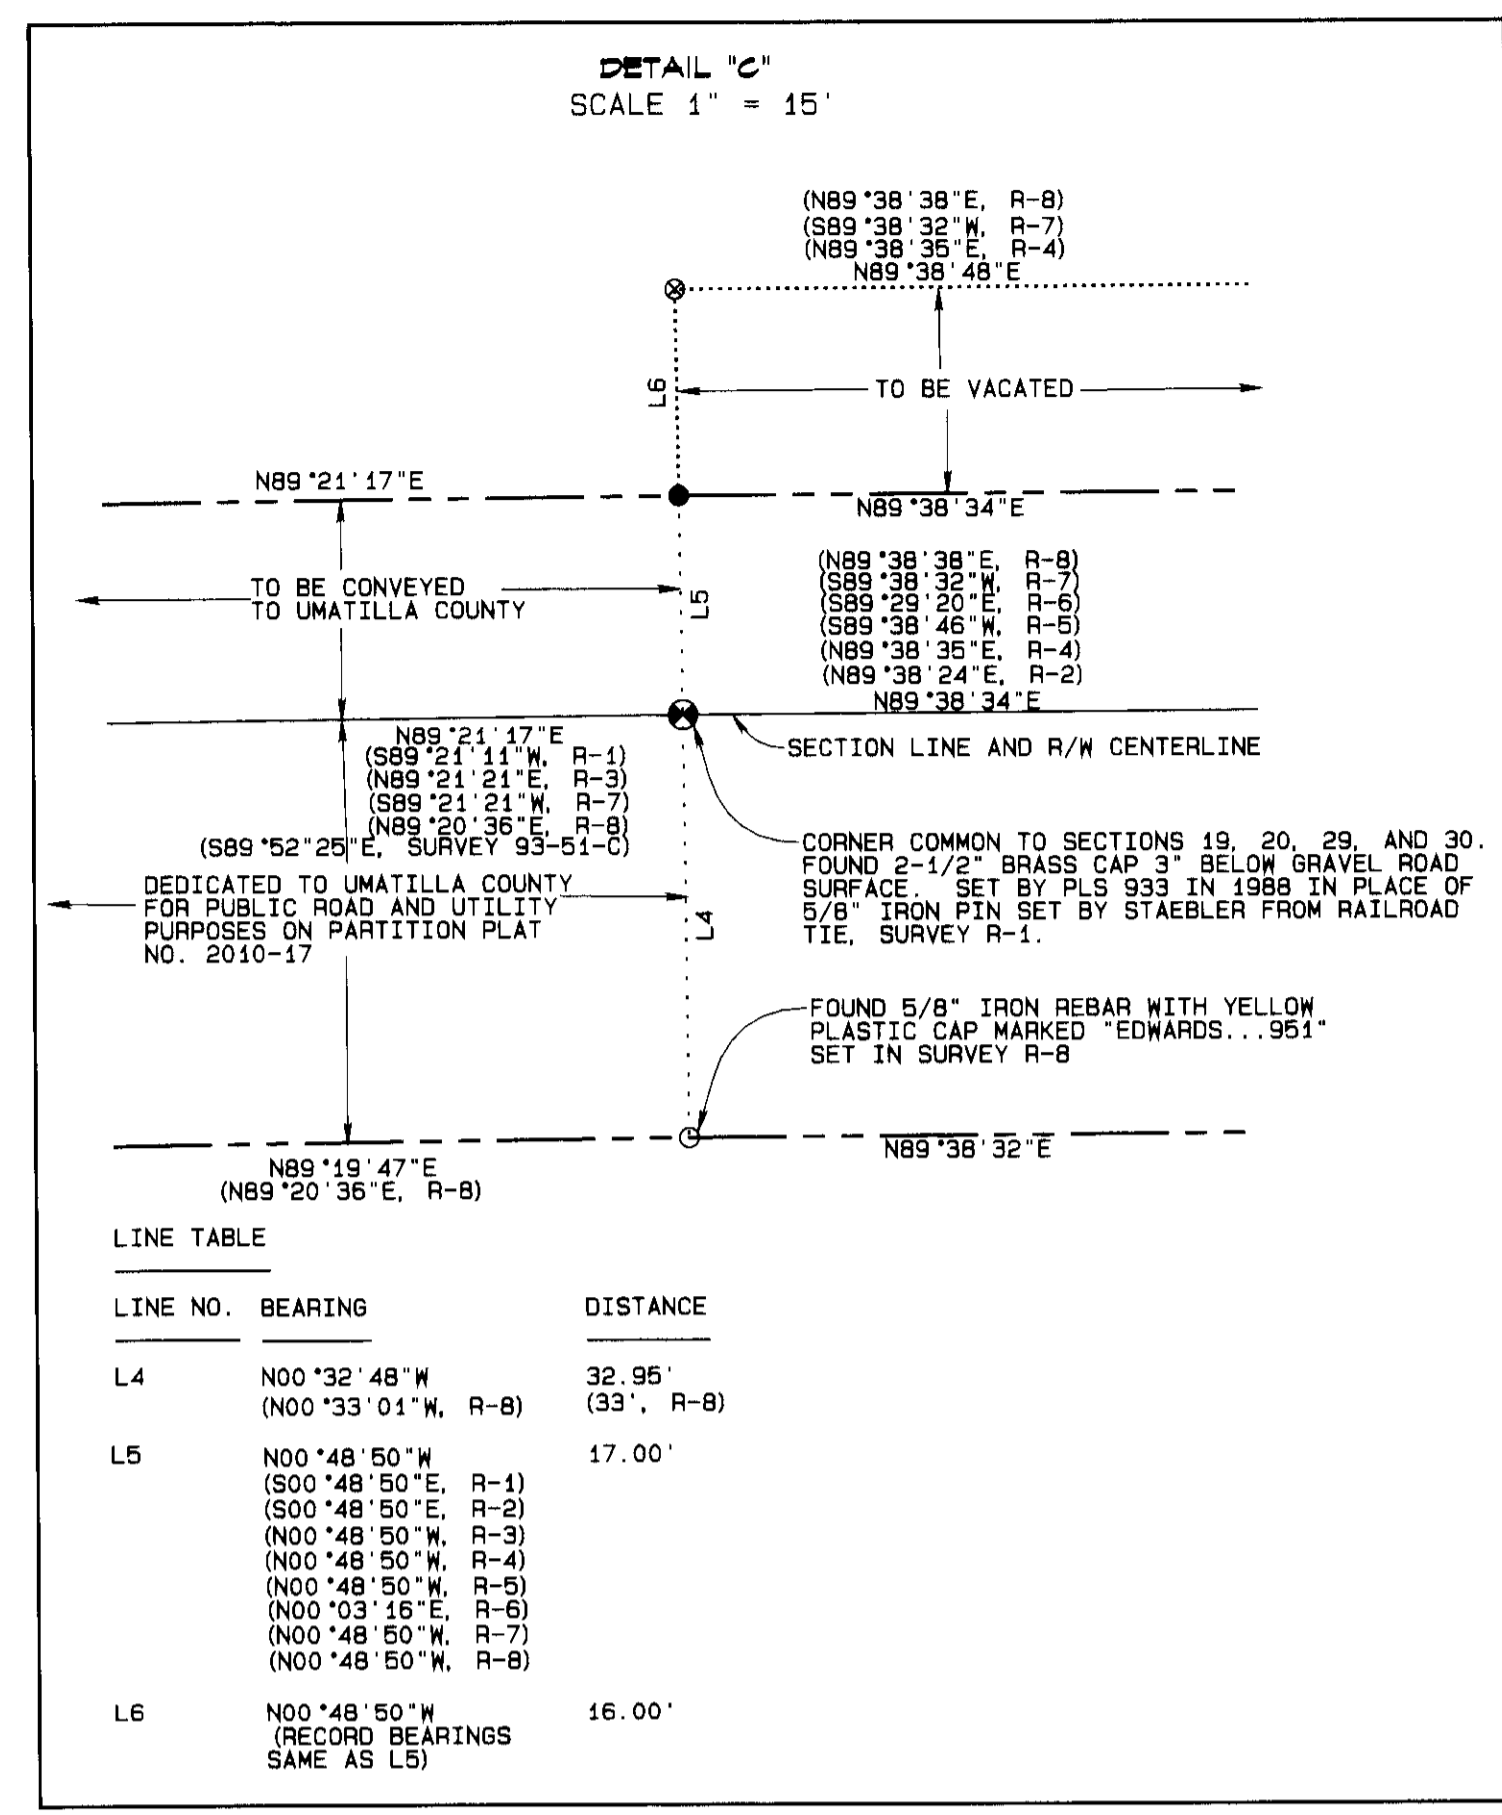 DETAIL "C"
SCALE 1" = 15'
(N89°38'38"E, R-8)
(S89°38'32"W, R-7)
(N89°38'35"E, R-4)
N89°38'48"E
L6
TO BE VACATED
N89°21'17"E
N89°38'34"E
TO BE CONVEYED
TO UMATILLA COUNTY
L5
(N89°38'38"E, R-8)
(S89°38'32"W, R-7)
(S89°29'20"E, R-6)
(S89°38'46"W, R-5)
(N89°38'35"E, R-4)
(N89°38'24"E, R-2)
N89°38'34"E
N89°21'17"E
(S89°21'11"W, R-1)
(N89°21'21"E, R-3)
(S89°21'21"W, R-7)
(N89°20'36"E, R-8)
(S89°52"25"E, SURVEY 93-51-C)
SECTION LINE AND R/W CENTERLINE
CORNER COMMON TO SECTIONS 19, 20, 29, AND 30.
FOUND 2-1/2" BRASS CAP 3" BELOW GRAVEL ROAD
SURFACE. SET BY PLS 933 IN 1988 IN PLACE OF
5/8" IRON PIN SET BY STAEBLER FROM RAILROAD
TIE, SURVEY R-1.
DEDICATED TO UMATILLA COUNTY
FOR PUBLIC ROAD AND UTILITY
PURPOSES ON PARTITION PLAT
NO. 2010-17
L4
FOUND 5/8" IRON REBAR WITH YELLOW
PLASTIC CAP MARKED "EDWARDS...951"
SET IN SURVEY R-8
N89°38'32"E
N89°19'47"E
(N89°20'36"E, R-8)
LINE TABLE
LINE NO. BEARING DISTANCE
L4 N00°32'48"W 32.95'
(N00°33'01"W, R-8) (33', R-8)
L5 N00°48'50"W 17.00'
(S00°48'50"E, R-1)
(S00°48'50"E, R-2)
(N00°48'50"W, R-3)
(N00°48'50"W, R-4)
(N00°48'50"W, R-5)
(N00°03'16"E, R-6)
(N00°48'50"W, R-7)
(N00°48'50"W, R-8)
L6 N00°48'50"W 16.00'
(RECORD BEARINGS
SAME AS L5)